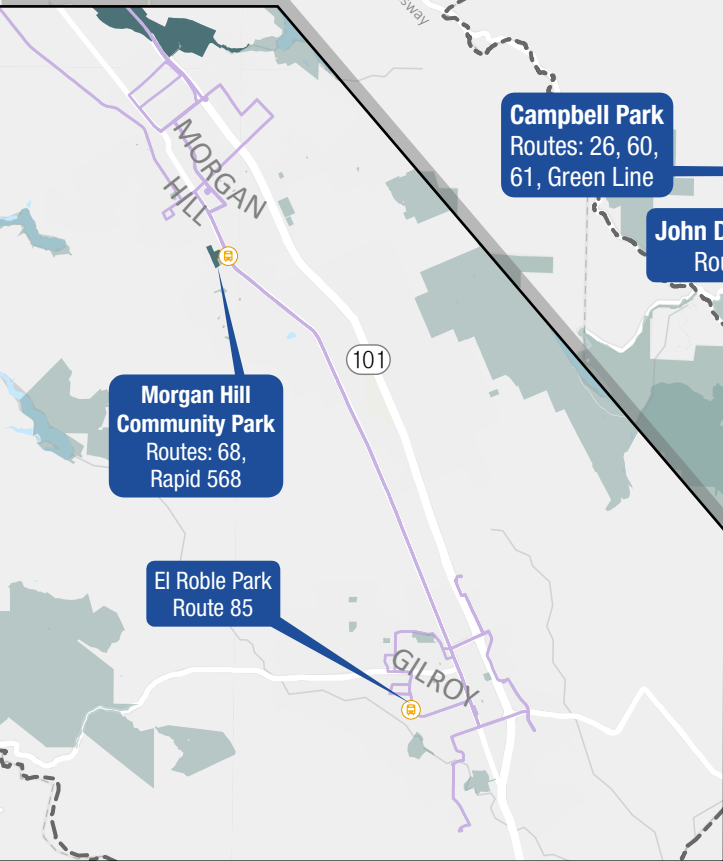 Campbell Park
Routes: 26, 60,
61, Green Line
John
MORGAN
HILL
101
Morgan Hill
Community Park
Routes: 68,
Rapid 568
El Roble Park
Route 85
GILROY